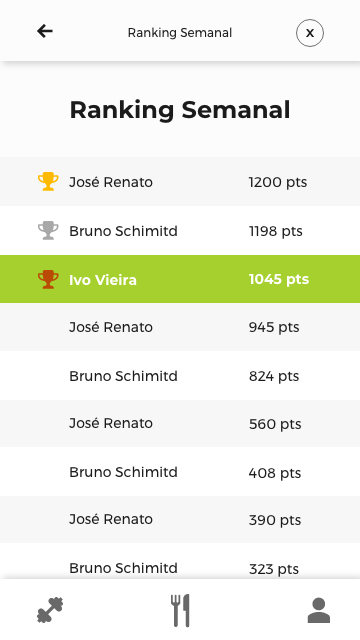 Ranking Semanal
X
Ranking Semanal
José Renato 1200 pts
Bruno Schimitd 1198 pts
Ivo Vieira 1045 pts
José Renato 945 pts
Bruno Schimitd 824 pts
José Renato 560 pts
Bruno Schimitd 408 pts
José Renato 390 pts
Bruno Schimitd 323 pts